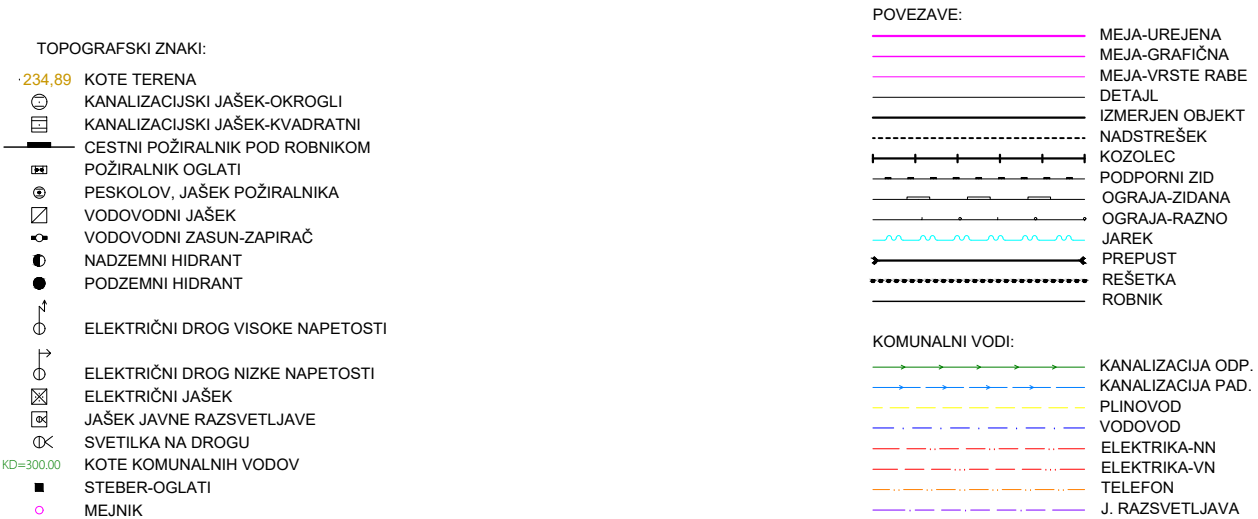 TOPOGRAFSKI ZNAKI:
234,89 KOTE TERENA
KANALIZACIJSKI JAŠEK-OKROGLI
KANALIZACIJSKI JAŠEK-KVADRATNI
CESTNI POŽIRALNIK POD ROBNIKOM
POŽIRALNIK OGLATI
PESKOLOV, JAŠEK POŽIRALNIKA
VODOVODNI JAŠEK
VODOVODNI ZASUN-ZAPIRAČ
NADZEMNI HIDRANT
PODZEMNI HIDRANT
ELEKTRIČNI DROG VISOKE NAPETOSTI
ELEKTRIČNI DROG NIZKE NAPETOSTI
ELEKTRIČNI JAŠEK
JAŠEK JAVNE RAZSVETLJAVE
SVETILKA NA DROGU
KD=300.00 KOTE KOMUNALNIH VODOV
STEBER-OGLATI
MEJNIK
POVEZAVE:
MEJA-UREJENA
MEJA-GRAFIČNA
MEJA-VRSTE RABE
DETAJL
IZMERJEN OBJEKT
NADSTREŠEK
KOZOLEC
PODPORNI ZID
OGRAJA-ZIDANA
OGRAJA-RAZNO
JAREK
PREPUST
REŠETKA
ROBNIK
KOMUNALNI VODI:
KANALIZACIJA ODP.
KANALIZACIJA PAD.
PLINOVOD
VODOVOD
ELEKTRIKA-NN
ELEKTRIKA-VN
TELEFON
J. RAZSVETLJAVA